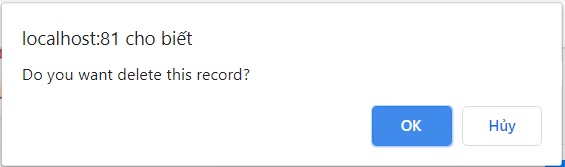 localhost:81 cho biết
Do you want delete this record?
OK
Hủy